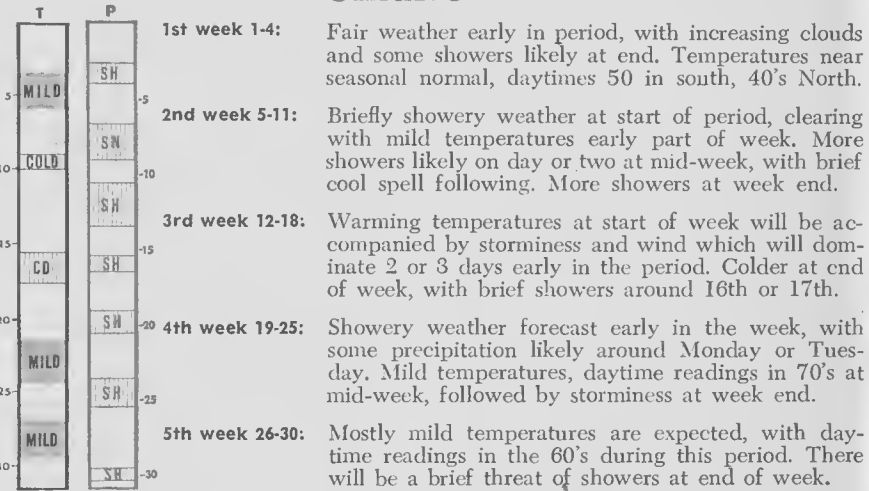 T P
1st week 1-4: Fair weather early in period, with increasing clouds
and some showers likely at end. Temperatures near
seasonal normal, daytimes 50 in south, 40's North.
SH
MILD
5 -5
2nd week 5-11: Briefly showery weather at start of period, clearing
with mild temperatures early part of week. More
showers likely on day or two at mid-week, with brief
cool spell following. More showers at week end.
SN
COLD
10 -10
SH
3rd week 12-18: Warming temperatures at start of week will be ac-
companied by storminess and wind which will dom-
inate 2 or 3 days early in the period. Colder at end
of week, with brief showers around 16th or 17th.
15 -15
CD SH
4th week 19-25: Showery weather forecast early in the week, with
some precipitation likely around Monday or Tues-
day. Mild temperatures, daytime readings in 70's at
mid-week, followed by storminess at week end.
20 SH -20
MILD
25 SH -25
5th week 26-30: Mostly mild temperatures are expected, with day-
time readings in the 60's during this period. There
will be a brief threat of showers at end of week.
MILD
30 SH -30